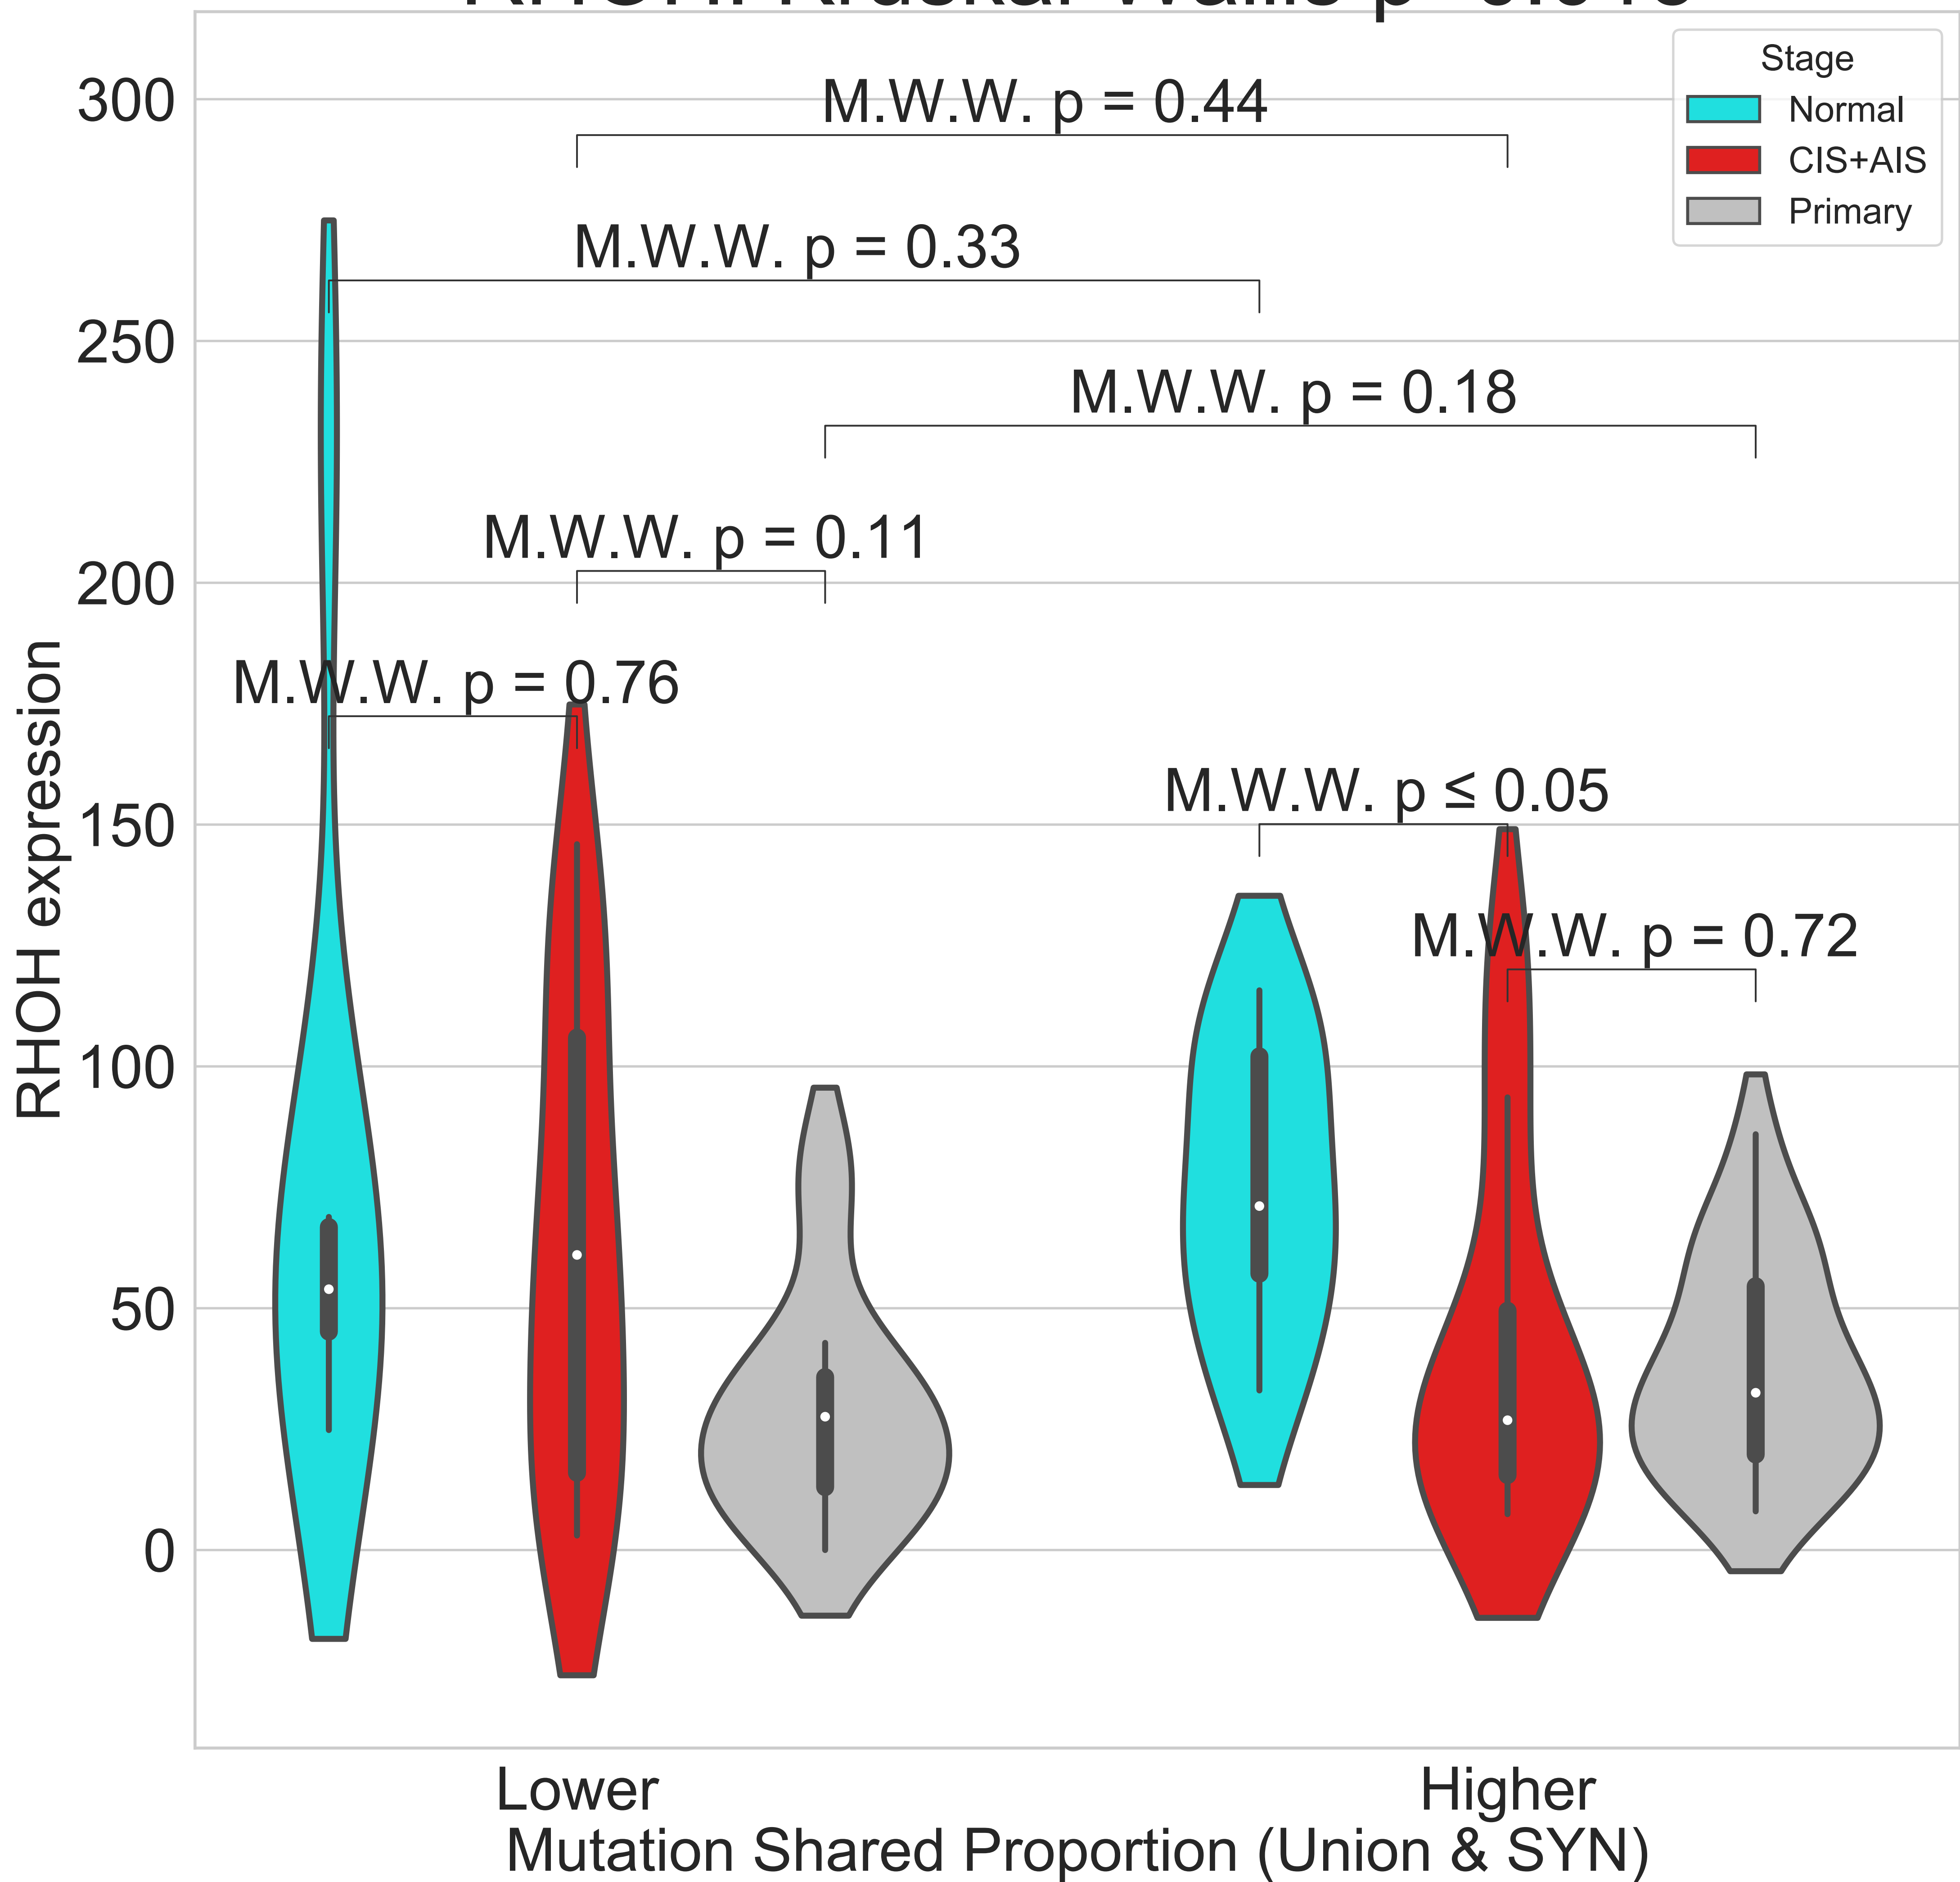 Stage
Normal
CIS+AIS
Primary
M.W.W. p = 0.44
M.W.W. p = 0.33
M.W.W. p = 0.18
M.W.W. p = 0.11
M.W.W. p = 0.76
M.W.W. p ≤ 0.05
M.W.W. p = 0.72
300
250
200
150
100
50
0
RHOH expression
Lower
Higher
Mutation Shared Proportion (Union & SYN)